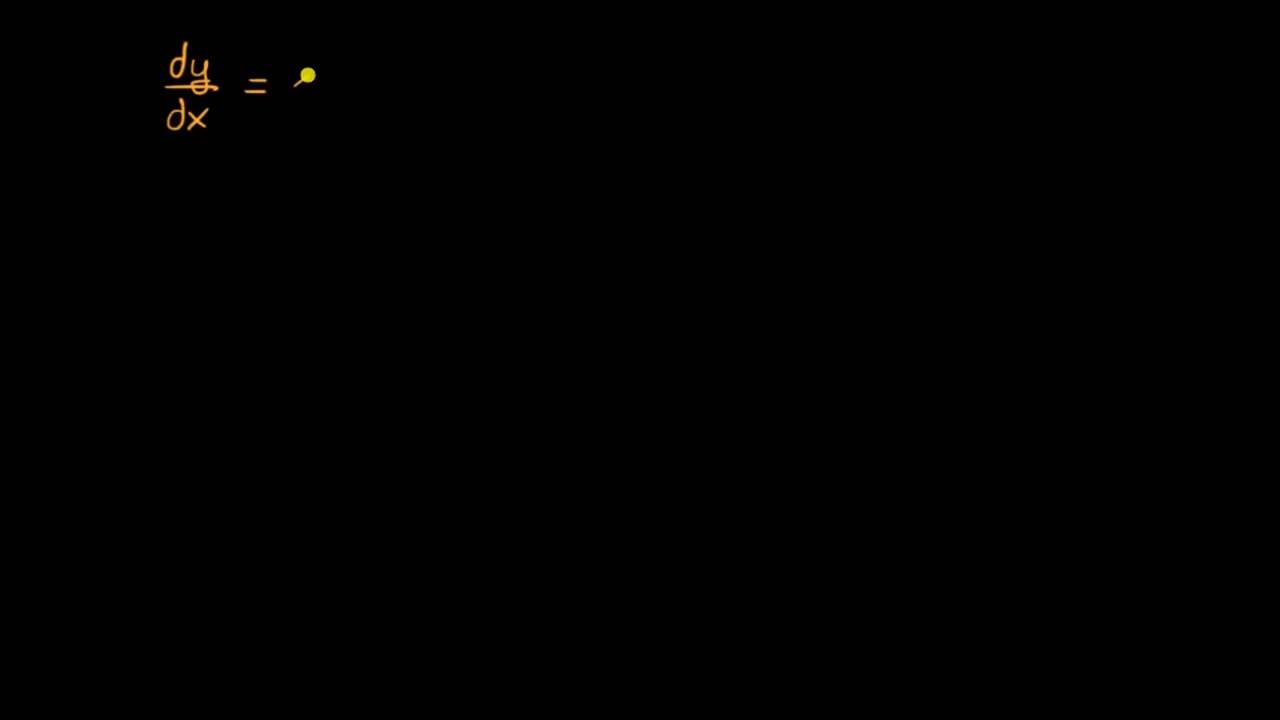 dy/dx =